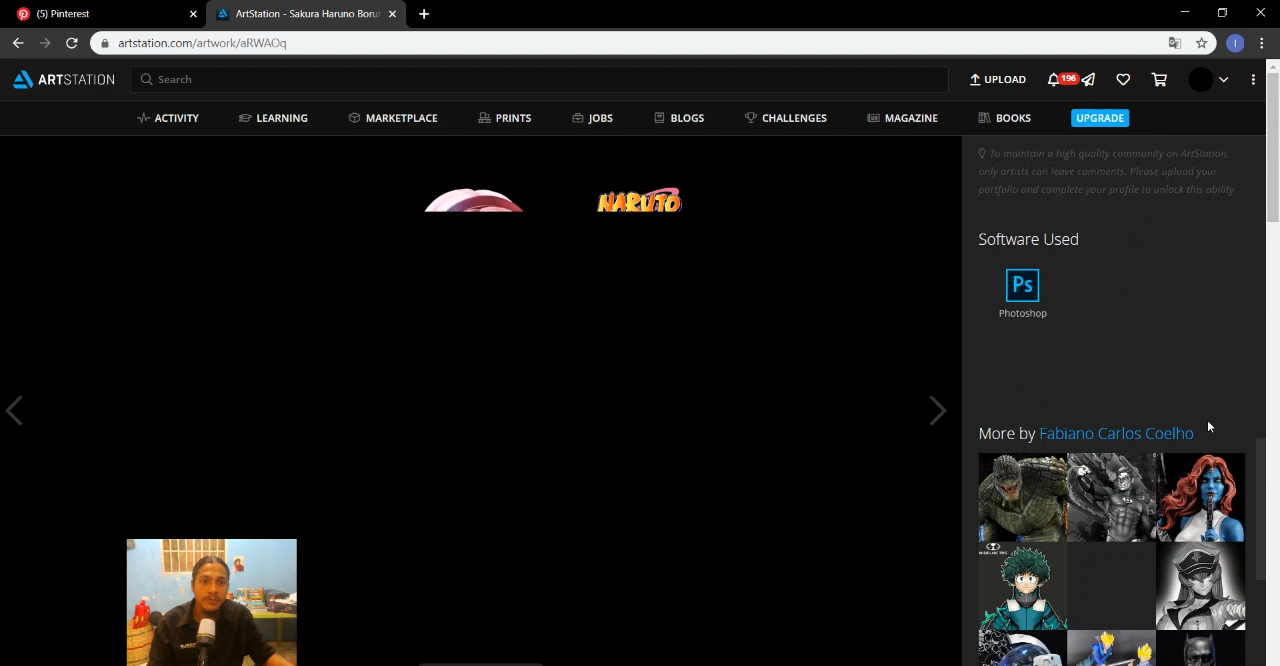 (5) Pinterest
ArtStation - Sakura Haruno Borut
artstation.com/artwork/aRWAOq
I
ARTSTATION
Search
UPLOAD
196
ACTIVITY
LEARNING
MARKETPLACE
PRINTS
JOBS
BLOGS
CHALLENGES
MAGAZINE
BOOKS
UPGRADE
To maintain a high quality community on ArtStation,
only artists can leave comments. Please upload your
portfolio and complete your profile to unlock this ability.
NARUTO
Software Used
Ps
Photoshop
More by Fabiano Carlos Coelho